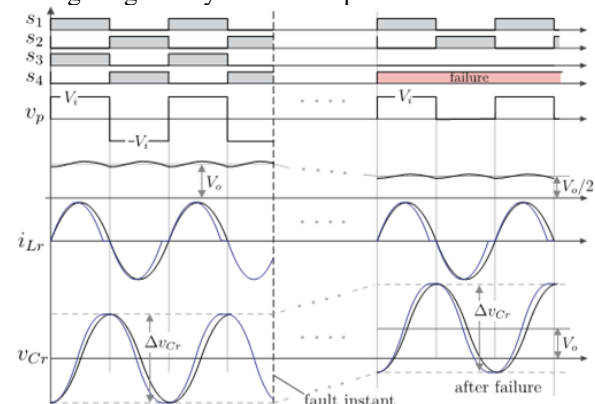 s1
s2
s3
s4 failure
vp Vi Vi
-Vi
Vo Vo/2
iLr
ΔvCr ΔvCr
vCr Vo
after failure
fault instant